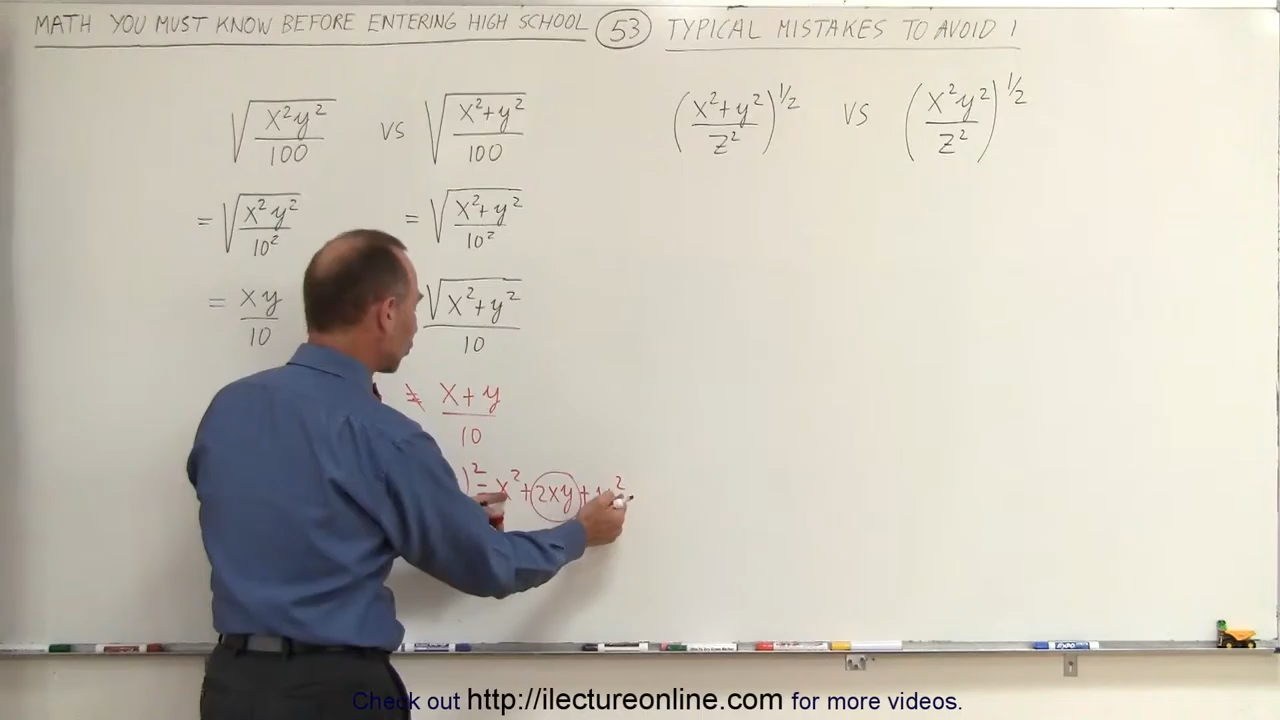 MATH YOU MUST KNOW BEFORE ENTERING HIGH SCHOOL 53 TYPICAL MISTAKES TO AVOID 1
√(x²y²/100) VS √(x²+y²/100)
(x²+y²/z²)^1/2 VS (x²y²/z²)^1/2
= √(x²y²/10²) = √(x²+y²/10²)
= xy/10 √(x²+y²)/10
≠ x+y/10
)² = x² + 2xy + y²
EXPO
Check out http://ilectureonline.com for more videos.